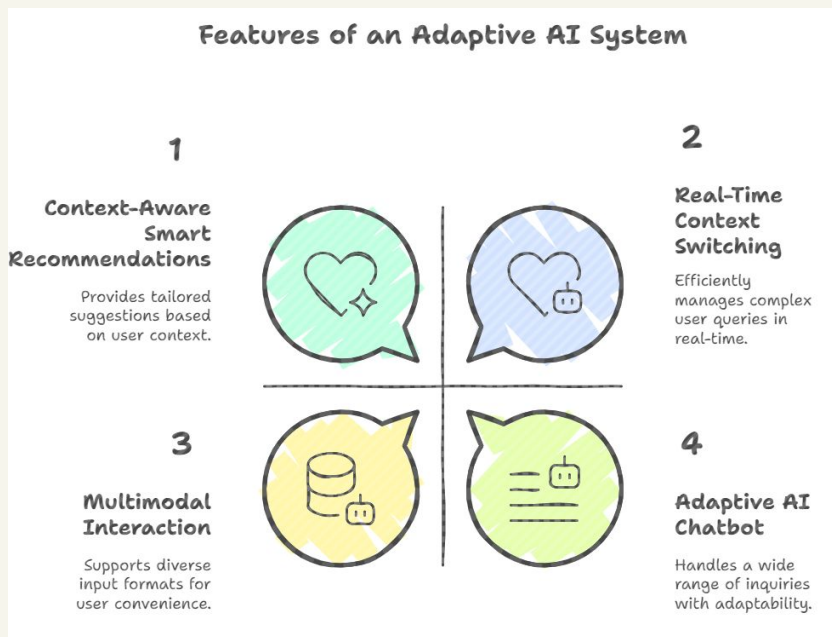 Features of an Adaptive AI System
1
Context-Aware
Smart
Recommendations
Provides tailored
suggestions based
on user context.
2
Real-Time
Context
Switching
Efficiently
manages complex
user queries in
real-time.
3
Multimodal
Interaction
Supports diverse
input formats for
user convenience.
4
Adaptive AI
Chatbot
Handles a wide
range of inquiries
with adaptability.